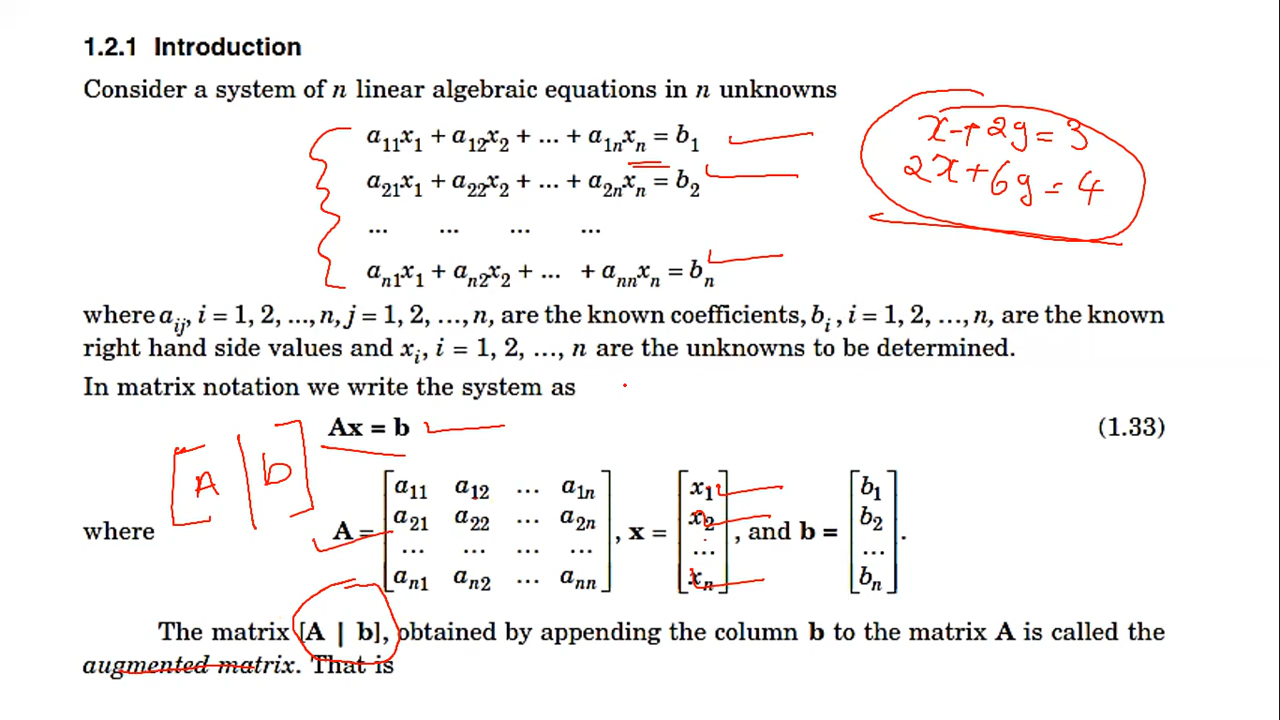 1.2.1 Introduction
Consider a system of n linear algebraic equations in n unknowns
a11x1 + a12x2 + ... + a1nxn = b1
x + 2y = 3
a21x1 + a22x2 + ... + a2nxn = b2
2x + 6y = 4
... ... ... ...
an1x1 + an2x2 + ... + annxn = bn
where aij, i = 1, 2, ..., n, j = 1, 2, ..., n, are the known coefficients, bi , i = 1, 2, ..., n, are the known
right hand side values and xi, i = 1, 2, ..., n are the unknowns to be determined.
In matrix notation we write the system as
Ax = b (1.33)
[A | b]
where A = [a11 a12 ... a1n
a21 a22 ... a2n
... ... ... ...
an1 an2 ... ann], x = [x1
x2
...
xn], and b = [b1
b2
...
bn].
The matrix [A | b], obtained by appending the column b to the matrix A is called the
augmented matrix. That is